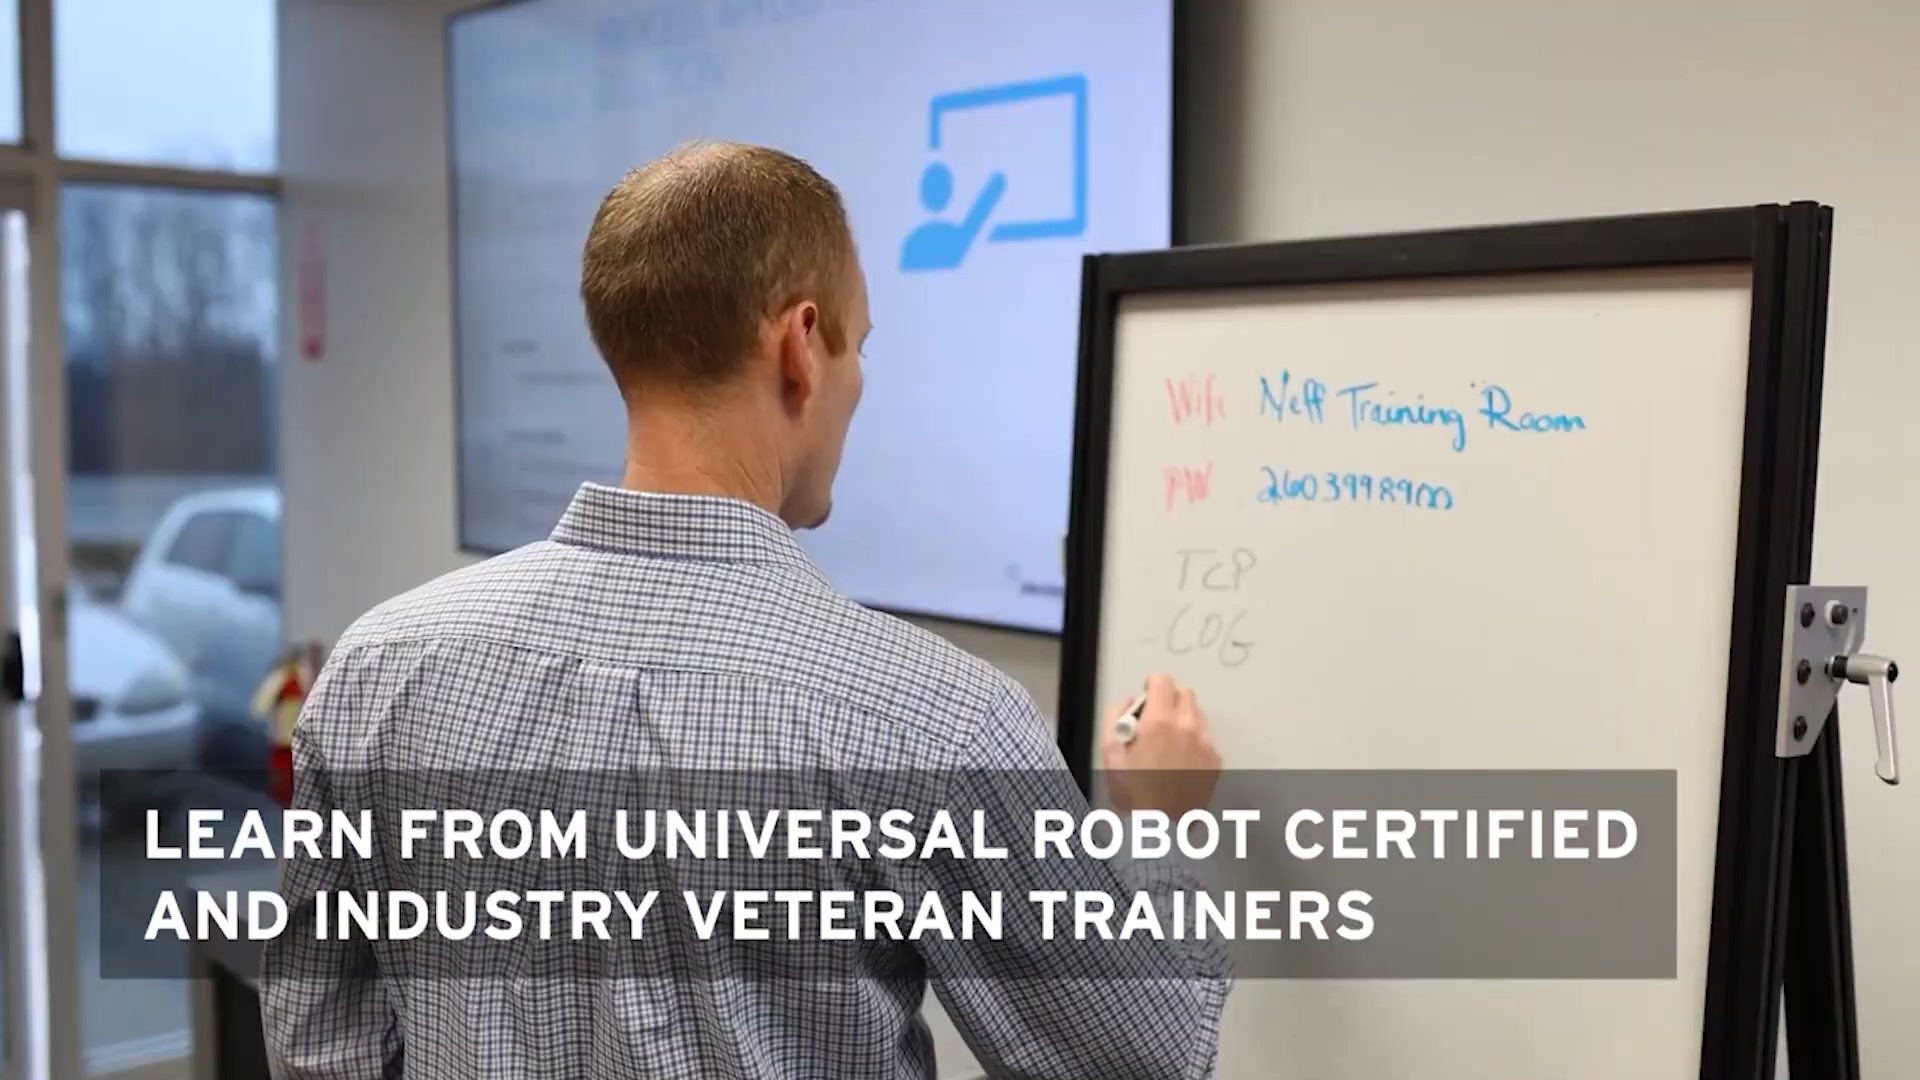 Wifi Neff Training Room
PW 2603998900
TCP
- COG
LEARN FROM UNIVERSAL ROBOT CERTIFIED
AND INDUSTRY VETERAN TRAINERS